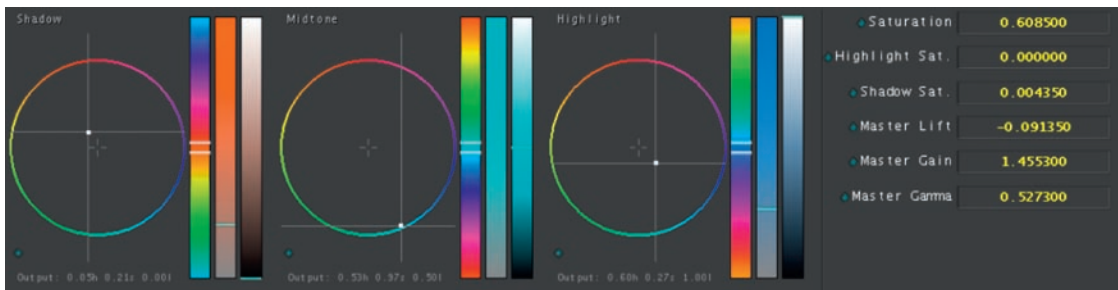 Shadow
Midtone
Highlight
Saturation 0.608500
Highlight Sat. 0.000000
Shadow Sat. 0.004350
Master Lift -0.091350
Master Gain 1.455300
Master Gamma 0.527300
Output: 0.05h 0.21s 0.00l
Output: 0.53h 0.37s 0.50l
Output: 0.60h 0.27s 1.00l